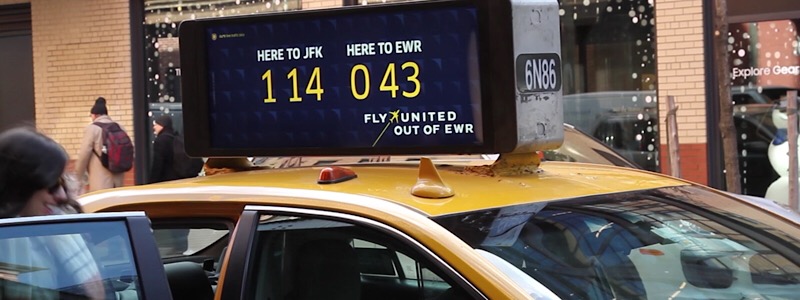 HERE TO JFK HERE TO EWR
1 14 0 43
FLY UNITED
OUT OF EWR
6N86
Explore Gear